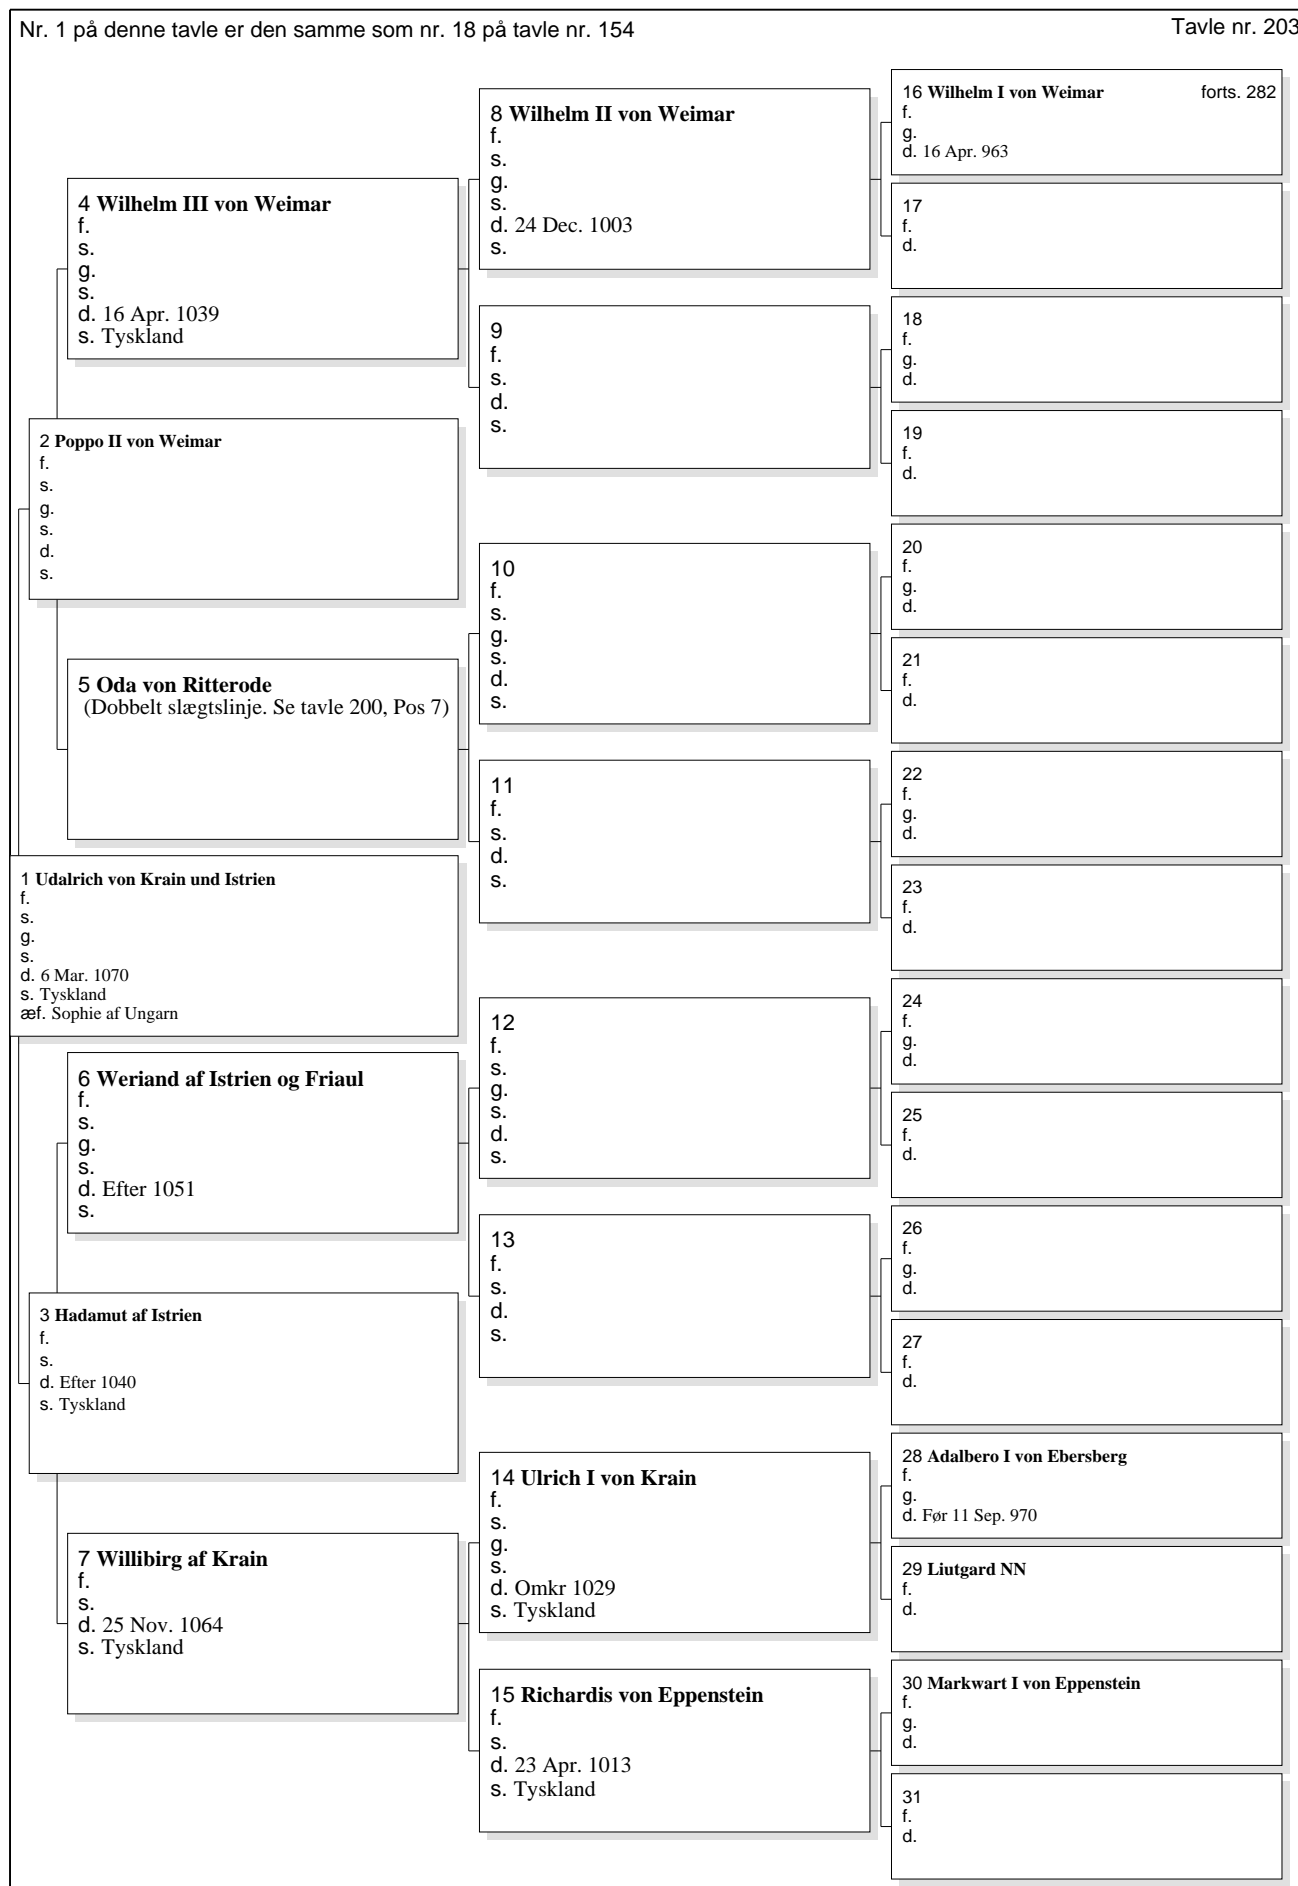 Nr. 1 på denne tavle er den samme som nr. 18 på tavle nr. 154
Tavle nr. 203
1 Udalrich von Krain und Istrien
f.
s.
g.
s.
d. 6 Mar. 1070
s. Tyskland
æf. Sophie af Ungarn
2 Poppo II von Weimar
f.
s.
g.
s.
d.
s.
3 Hadamut af Istrien
f.
s.
d. Efter 1040
s. Tyskland
4 Wilhelm III von Weimar
f.
s.
g.
s.
d. 16 Apr. 1039
s. Tyskland
5 Oda von Ritterode
(Dobbelt slægtslinje. Se tavle 200, Pos 7)
6 Weriand af Istrien og Friaul
f.
s.
g.
s.
d. Efter 1051
s.
7 Willibirg af Krain
f.
s.
d. 25 Nov. 1064
s. Tyskland
8 Wilhelm II von Weimar
f.
s.
g.
s.
d. 24 Dec. 1003
s.
9
f.
s.
d.
s.
10
f.
s.
g.
s.
d.
s.
11
f.
s.
d.
s.
12
f.
s.
g.
s.
d.
s.
13
f.
s.
d.
s.
14 Ulrich I von Krain
f.
s.
g.
s.
d. Omkr 1029
s. Tyskland
15 Richardis von Eppenstein
f.
s.
d. 23 Apr. 1013
s. Tyskland
16 Wilhelm I von Weimar forts. 282
f.
g.
d. 16 Apr. 963
17
f.
d.
18
f.
g.
d.
19
f.
d.
20
f.
g.
d.
21
f.
d.
22
f.
g.
d.
23
f.
d.
24
f.
g.
d.
25
f.
d.
26
f.
g.
d.
27
f.
d.
28 Adalbero I von Ebersberg
f.
g.
d. Før 11 Sep. 970
29 Liutgard NN
f.
d.
30 Markwart I von Eppenstein
f.
g.
d.
31
f.
d.